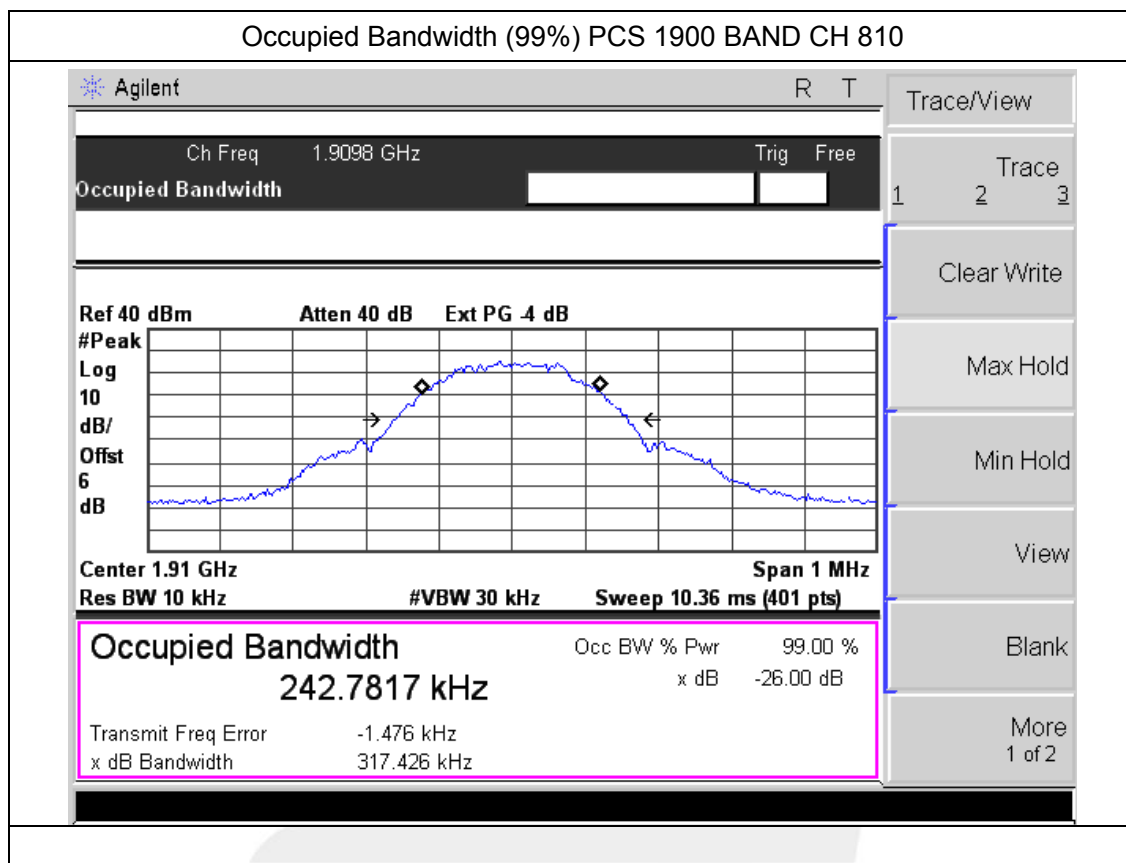 Occupied Bandwidth (99%) PCS 1900 BAND CH 810
Agilent R T
Trace/View
Ch Freq 1.9098 GHz Trig Free
Occupied Bandwidth
Trace
1 2 3
Clear Write
Ref 40 dBm Atten 40 dB Ext PG -4 dB
#Peak
Log
10
dB/
Offst
6
dB
Max Hold
Min Hold
Center 1.91 GHz Span 1 MHz
Res BW 10 kHz #VBW 30 kHz Sweep 10.36 ms (401 pts)
View
Occupied Bandwidth Occ BW % Pwr 99.00 %
242.7817 kHz x dB -26.00 dB
Blank
Transmit Freq Error -1.476 kHz
x dB Bandwidth 317.426 kHz
More
1 of 2